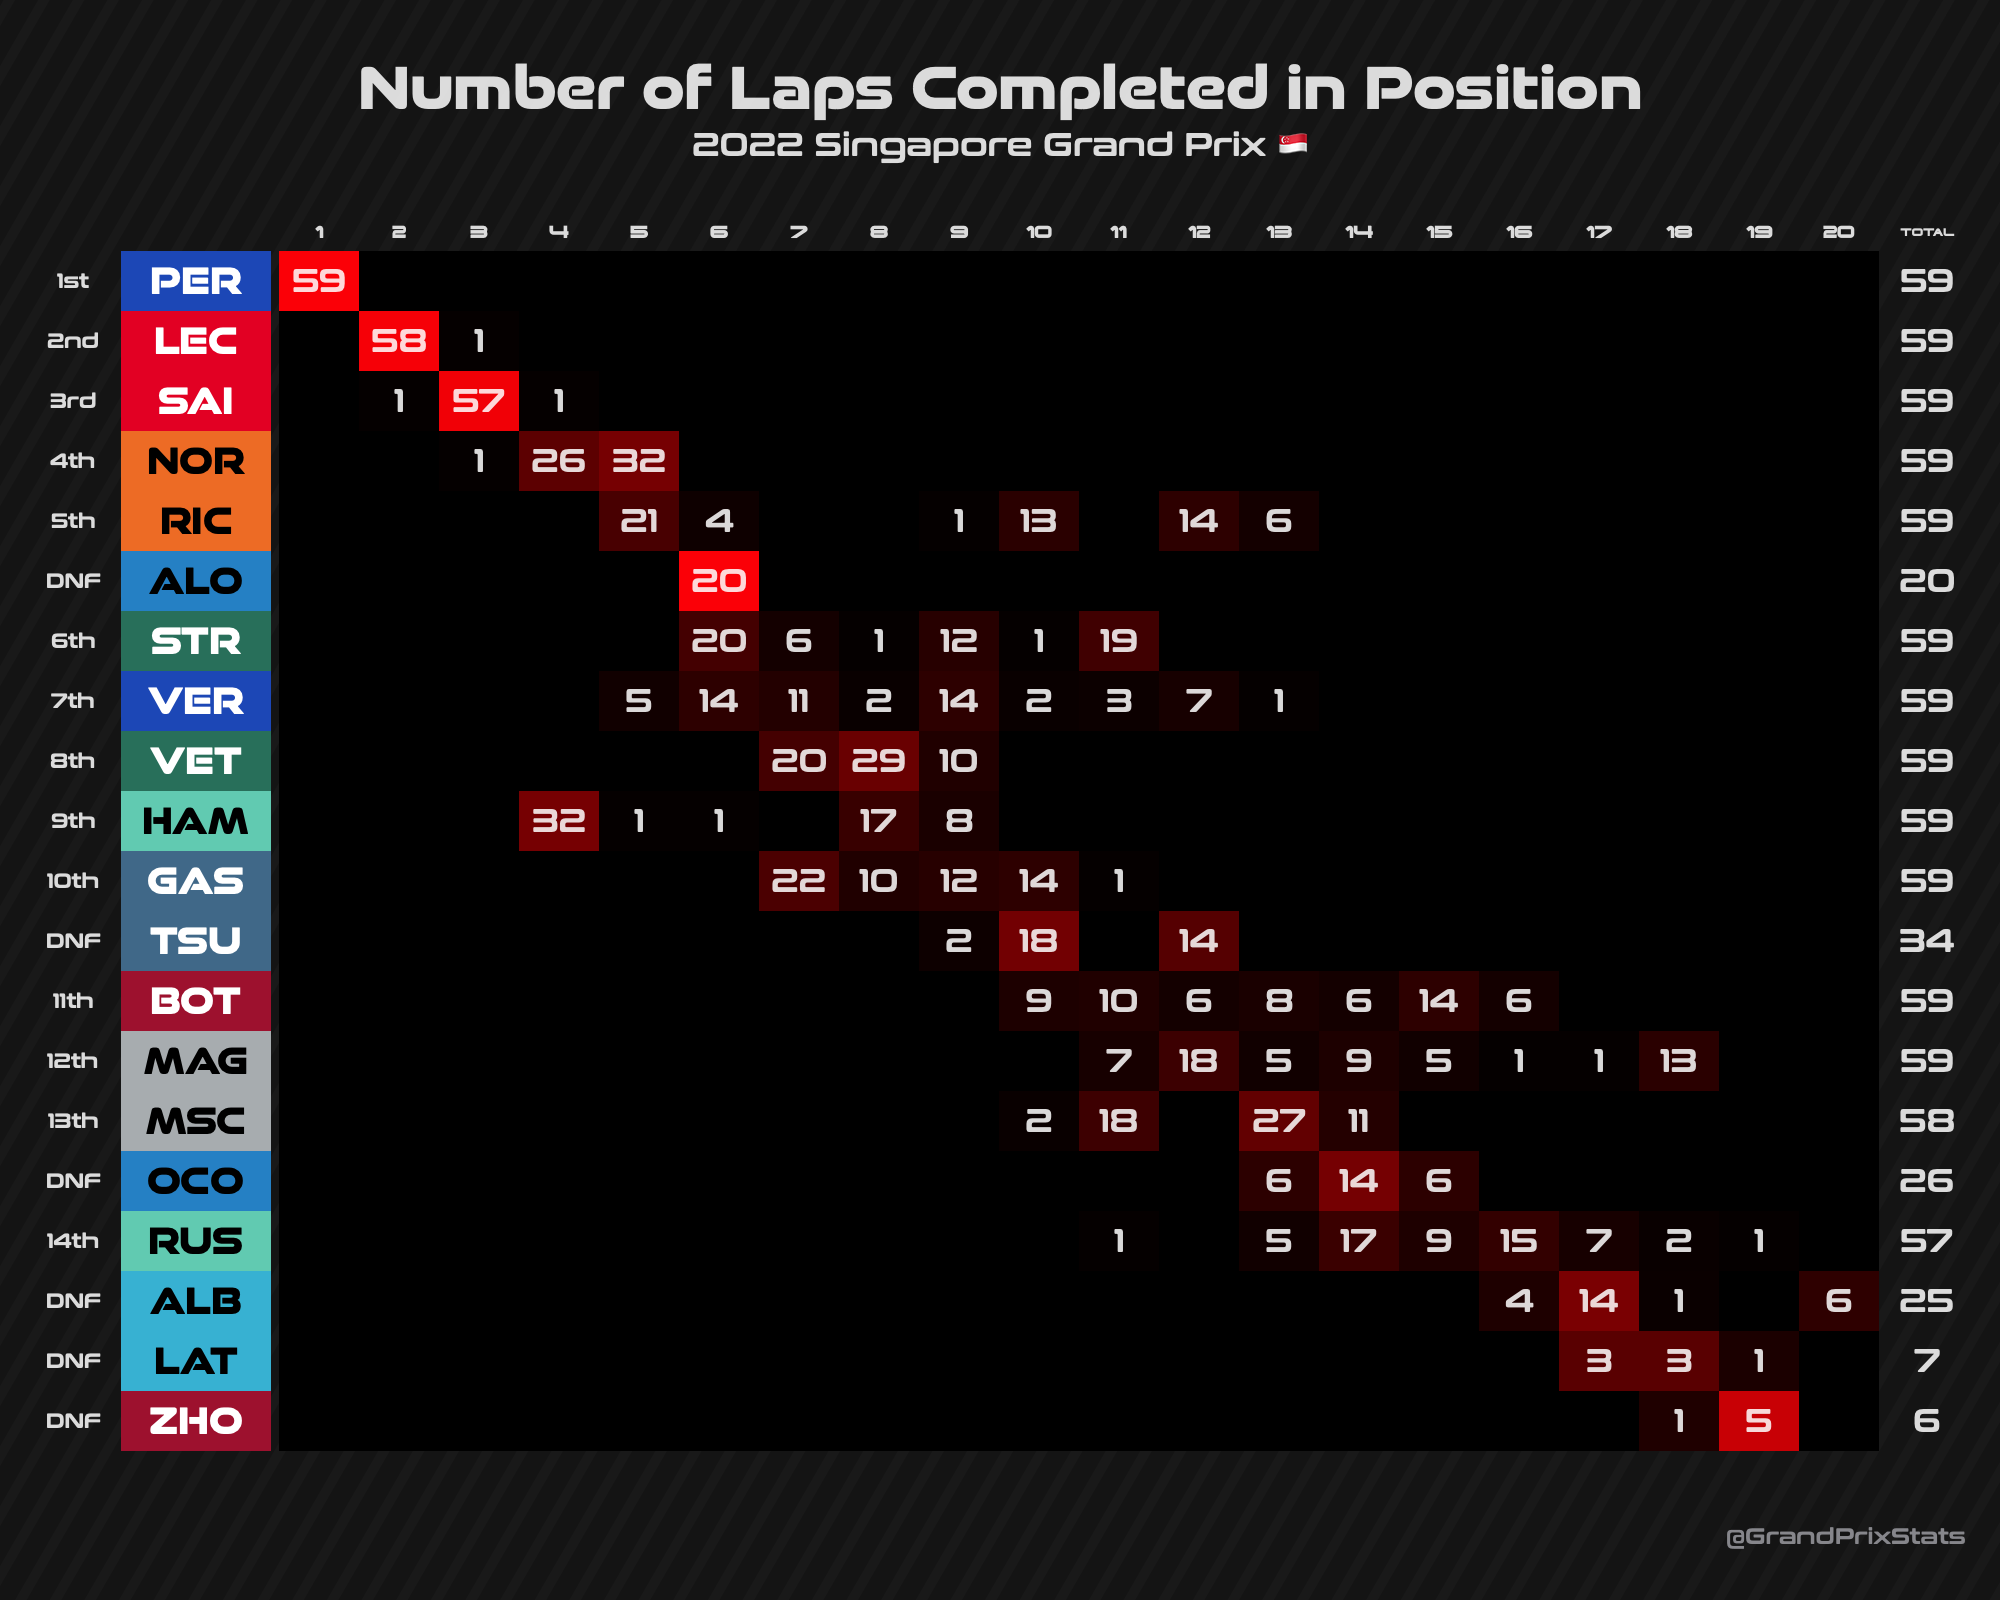 Number of Laps Completed in Position
2022 Singapore Grand Prix 🇸🇬
1 2 3 4 5 6 7 8 9 10 11 12 13 14 15 16 17 18 19 20 TOTAL
1st PER 59 59
2nd LEC 58 1 59
3rd SAI 1 57 1 59
4th NOR 1 26 32 59
5th RIC 21 4 1 13 14 6 59
DNF ALO 20 20
6th STR 20 6 1 12 1 19 59
7th VER 5 14 11 2 14 2 3 7 1 59
8th VET 20 29 10 59
9th HAM 32 1 1 17 8 59
10th GAS 22 10 12 14 1 59
DNF TSU 2 18 14 34
11th BOT 9 10 6 8 6 14 6 59
12th MAG 7 18 5 9 5 1 1 13 59
13th MSC 2 18 27 11 58
DNF OCO 6 14 6 26
14th RUS 1 5 17 9 15 7 2 1 57
DNF ALB 4 14 1 6 25
DNF LAT 3 3 1 7
DNF ZHO 1 5 6
@GrandPrixStats